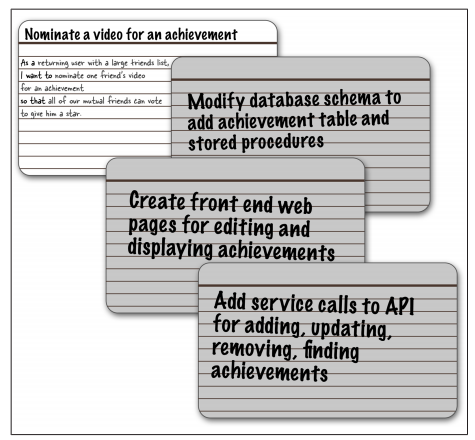 Nominate a video for an achievement
As a returning user with a large friends list,
I want to nominate one friend's video
for an achievement
so that all of our mutual friends can vote
to give him a star.
Modify database schema to
add achievement table and
stored procedures
Create front end web
pages for editing and
displaying achievements
Add service calls to API
for adding, updating,
removing, finding
achievements